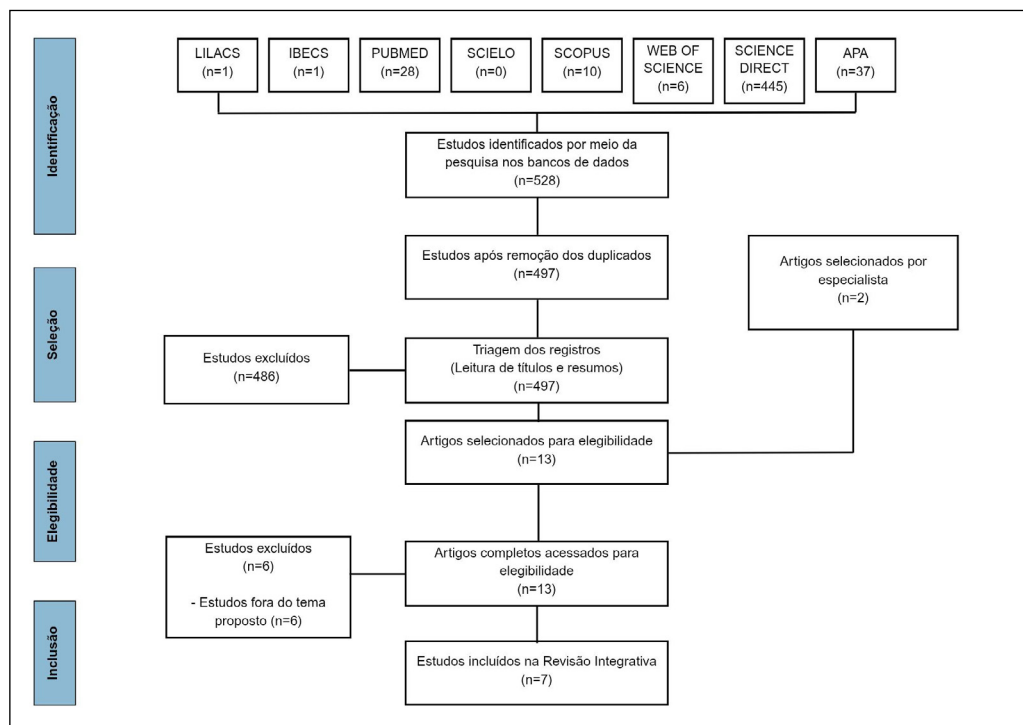 Identificação
LILACS
(n=1)
IBECS
(n=1)
PUBMED
(n=28)
SCIELO
(n=0)
SCOPUS
(n=10)
WEB OF
SCIENCE
(n=6)
SCIENCE
DIRECT
(n=445)
APA
(n=37)
Estudos identificados por meio da
pesquisa nos bancos de dados
(n=528)
Estudos após remoção dos duplicados
(n=497)
Artigos selecionados por
especialista
(n=2)
Seleção
Estudos excluídos
(n=486)
Triagem dos registros
(Leitura de títulos e resumos)
(n=497)
Artigos selecionados para elegibilidade
(n=13)
Elegibilidade
Estudos excluídos
(n=6)
- Estudos fora do tema
proposto (n=6)
Artigos completos acessados para
elegibilidade
(n=13)
Inclusão
Estudos incluídos na Revisão Integrativa
(n=7)